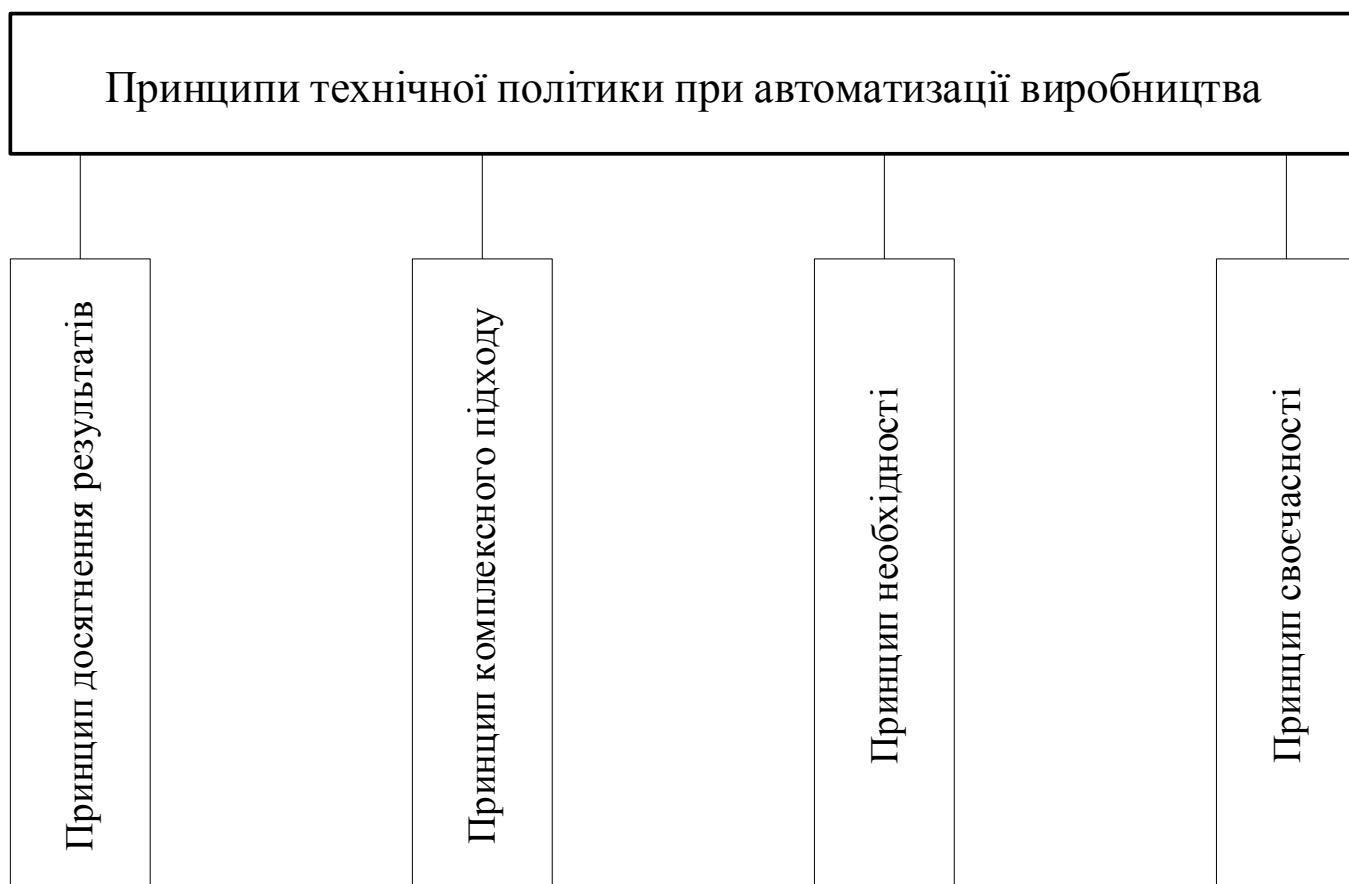 Принципи технічної політики при автоматизації виробництва
Принцип досягнення результатів
Принцип комплексного підходу
Принцип необхідності
Принцип своєчасності